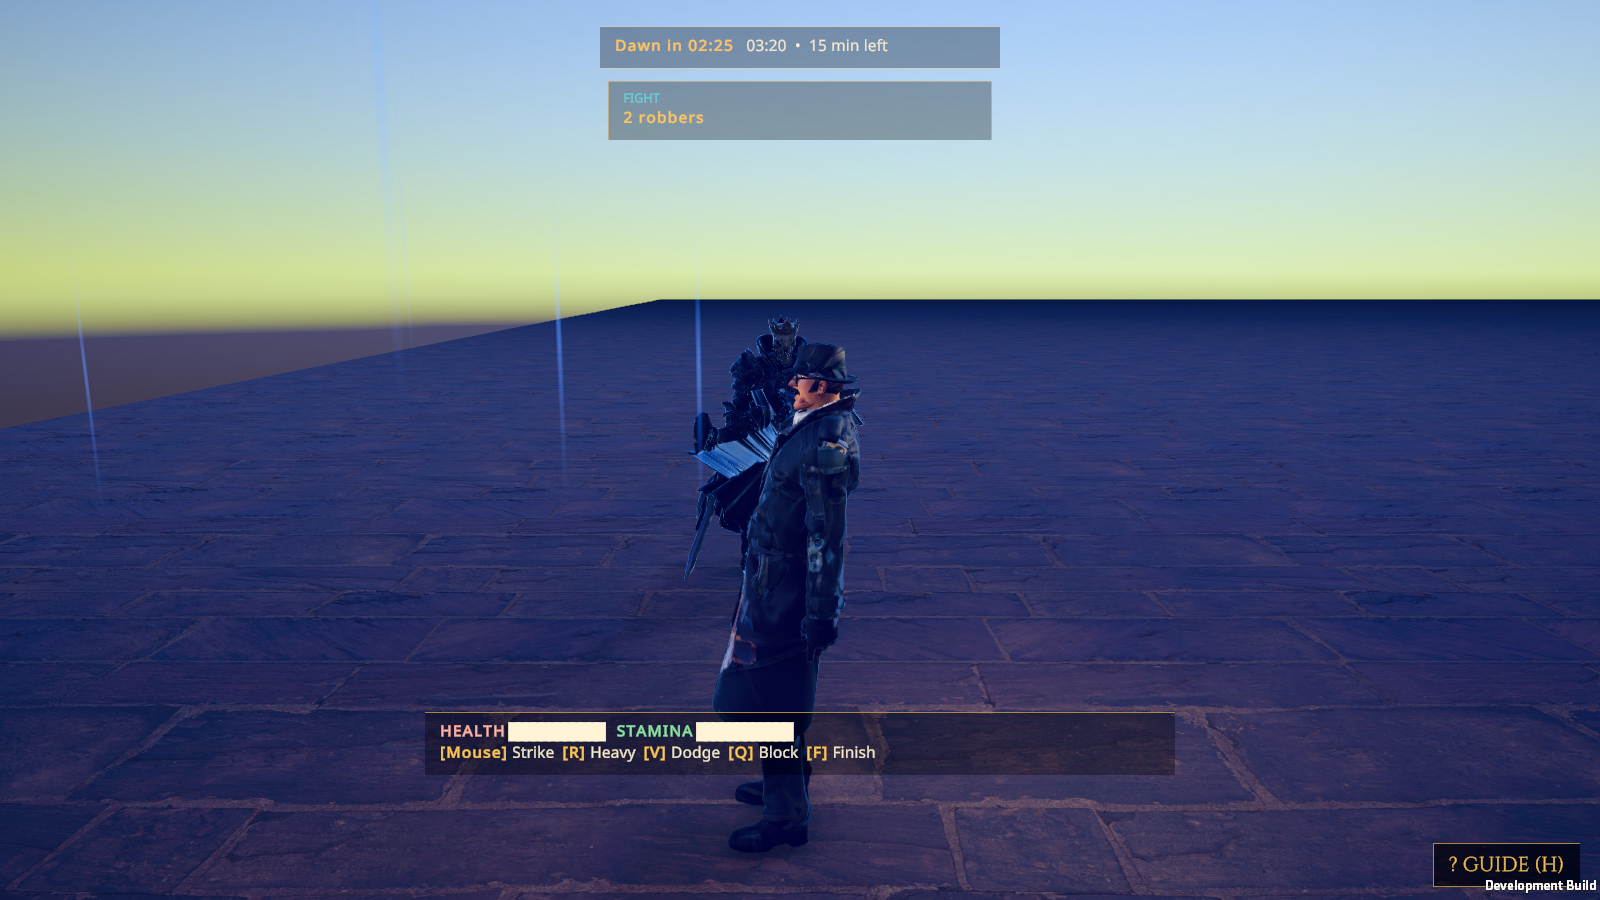 Dawn in 02:25 03:20 • 15 min left
FIGHT
2 robbers
HEALTH STAMINA
[Mouse] Strike [R] Heavy [V] Dodge [Q] Block [F] Finish
? GUIDE (H)
Development Build